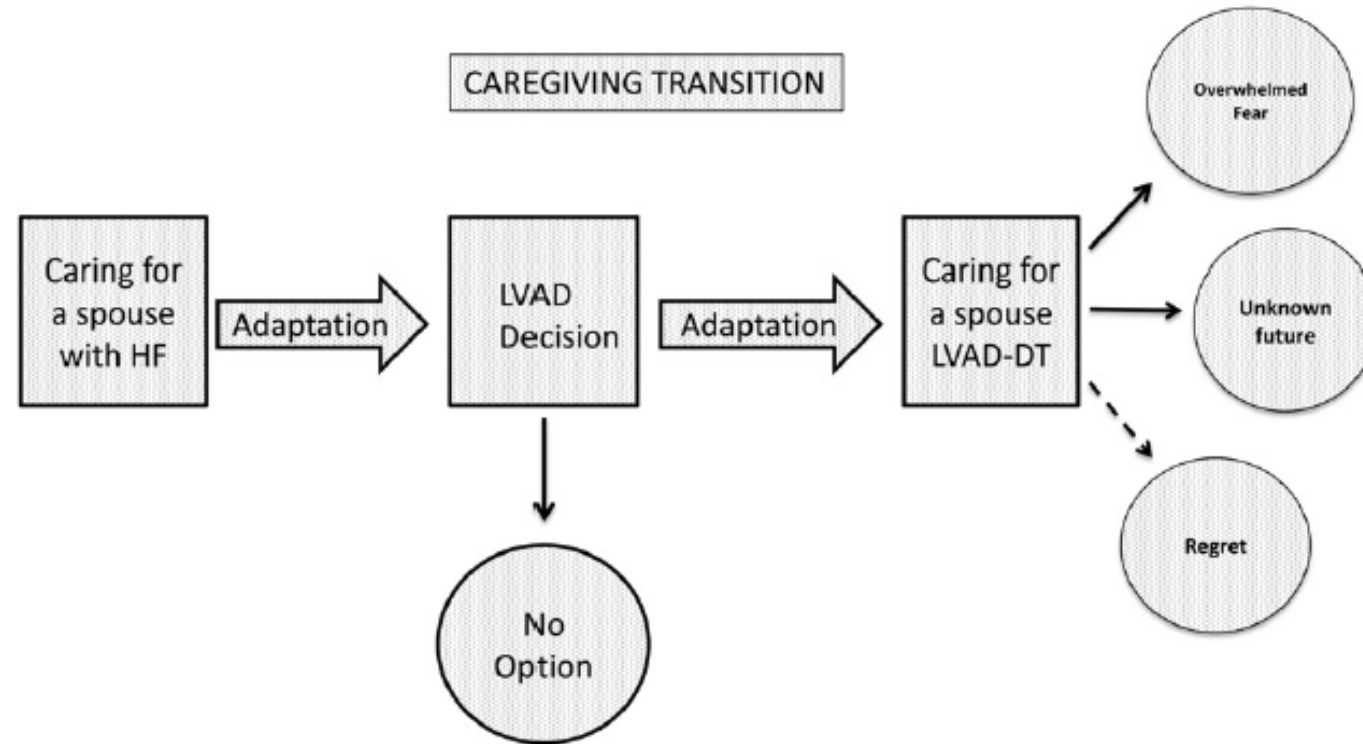 CAREGIVING TRANSITION
Caring for
a spouse
with HF
Adaptation
LVAD
Decision
Adaptation
Caring for
a spouse
LVAD-DT
Overwhelmed
Fear
Unknown
future
Regret
No
Option